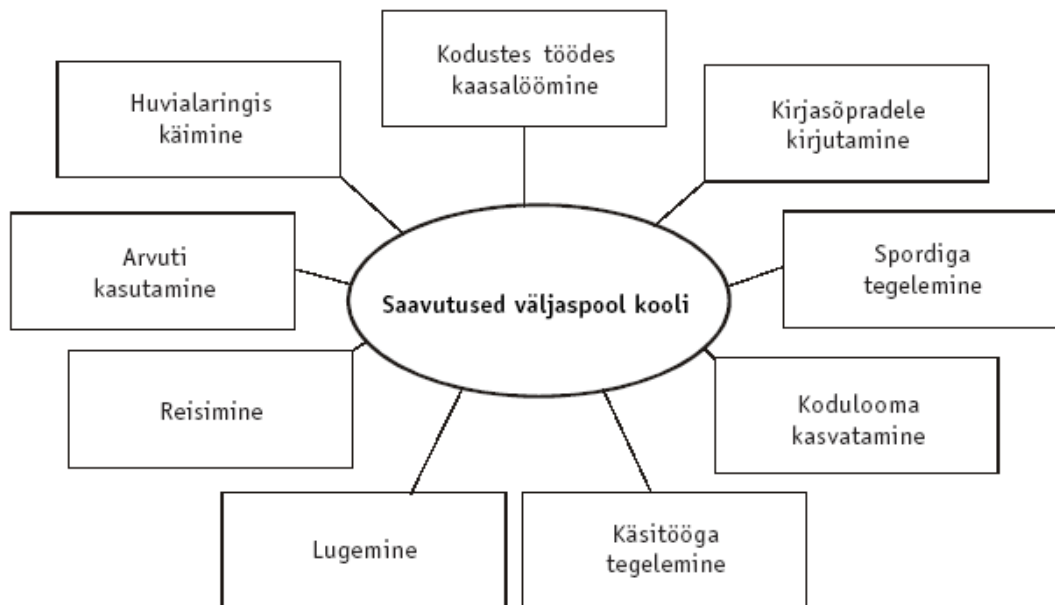 Kodustes töödes
kaasalöömine
Huvialaringis
käimine
Kirjasõpradele
kirjutamine
Arvuti
kasutamine
Spordiga
tegelemine
Saavutused väljaspool kooli
Reisimine
Kodulooma
kasvatamine
Lugemine
Käsitööga
tegelemine